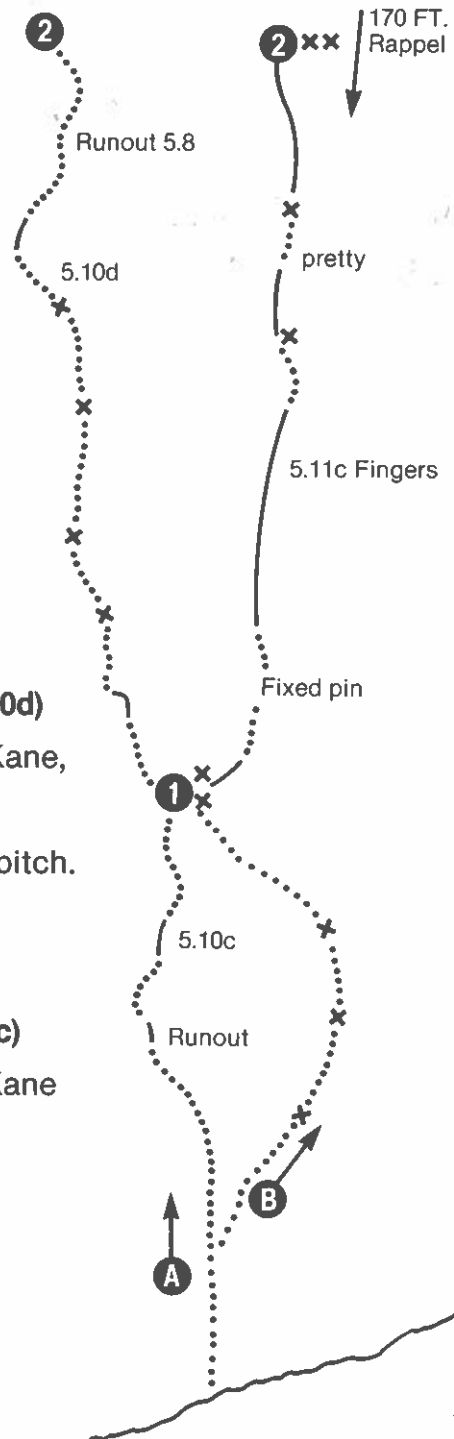 2
2
170 FT.
Rappel
Runout 5.8
pretty
5.10d
5.11c Fingers
Fixed pin
0d)
Kane,
1
pitch.
5.10c
c)
Runout
Kane
B
A